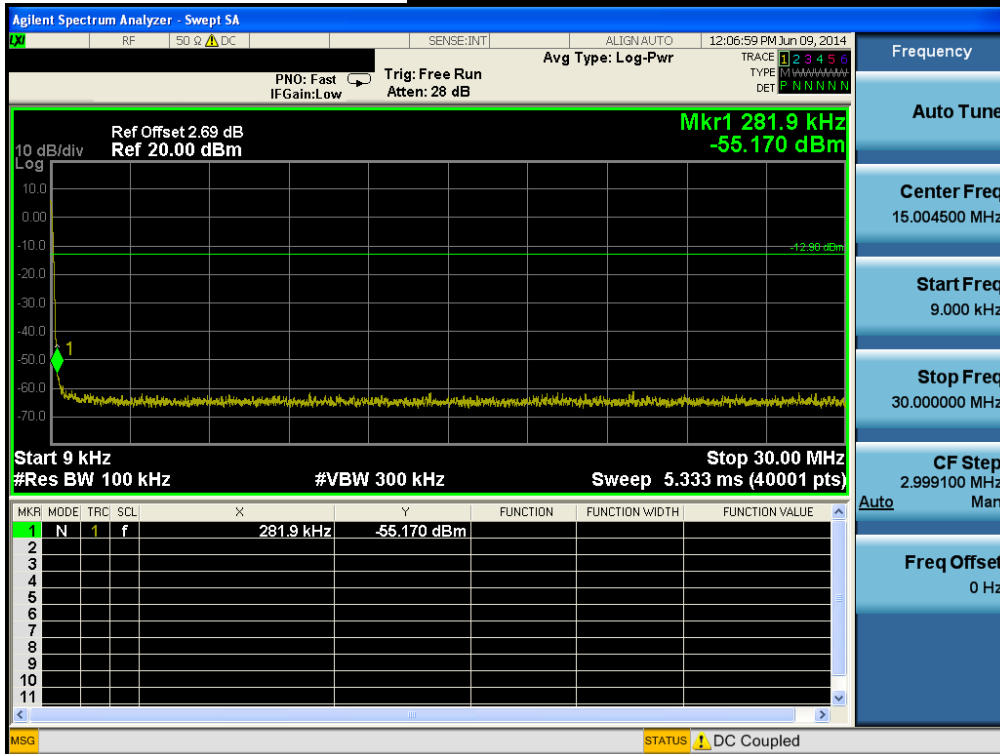 Agilent Spectrum Analyzer - Swept SA
LXI RF 50 Ω DC SENSE:INT ALIGN AUTO 12:06:59 PM Jun 09, 2014
Frequency
Avg Type: Log-Pwr
TRACE 1 2 3 4 5 6
PNO: Fast Trig: Free Run
TYPE M
IFGain:Low Atten: 28 dB
DET P N N N N N
Auto Tune
Mkr1 281.9 kHz
-55.170 dBm
Ref Offset 2.69 dB
10 dB/div Ref 20.00 dBm
Log
10.0
0.00
-10.0
-12.90 dBm
-20.0
-30.0
-40.0
-50.0
-60.0
-70.0
1
Center Freq
15.004500 MHz
Start Freq
9.000 kHz
Stop Freq
30.000000 MHz
Start 9 kHz Stop 30.00 MHz
#Res BW 100 kHz #VBW 300 kHz Sweep 5.333 ms (40001 pts)
CF Step
2.999100 MHz
Auto Man
MKR MODE TRC SCL X Y FUNCTION FUNCTION WIDTH FUNCTION VALUE
1 N 1 f 281.9 kHz -55.170 dBm
2
3
4
5
6
7
8
9
10
11
Freq Offset
0 Hz
MSG STATUS DC Coupled